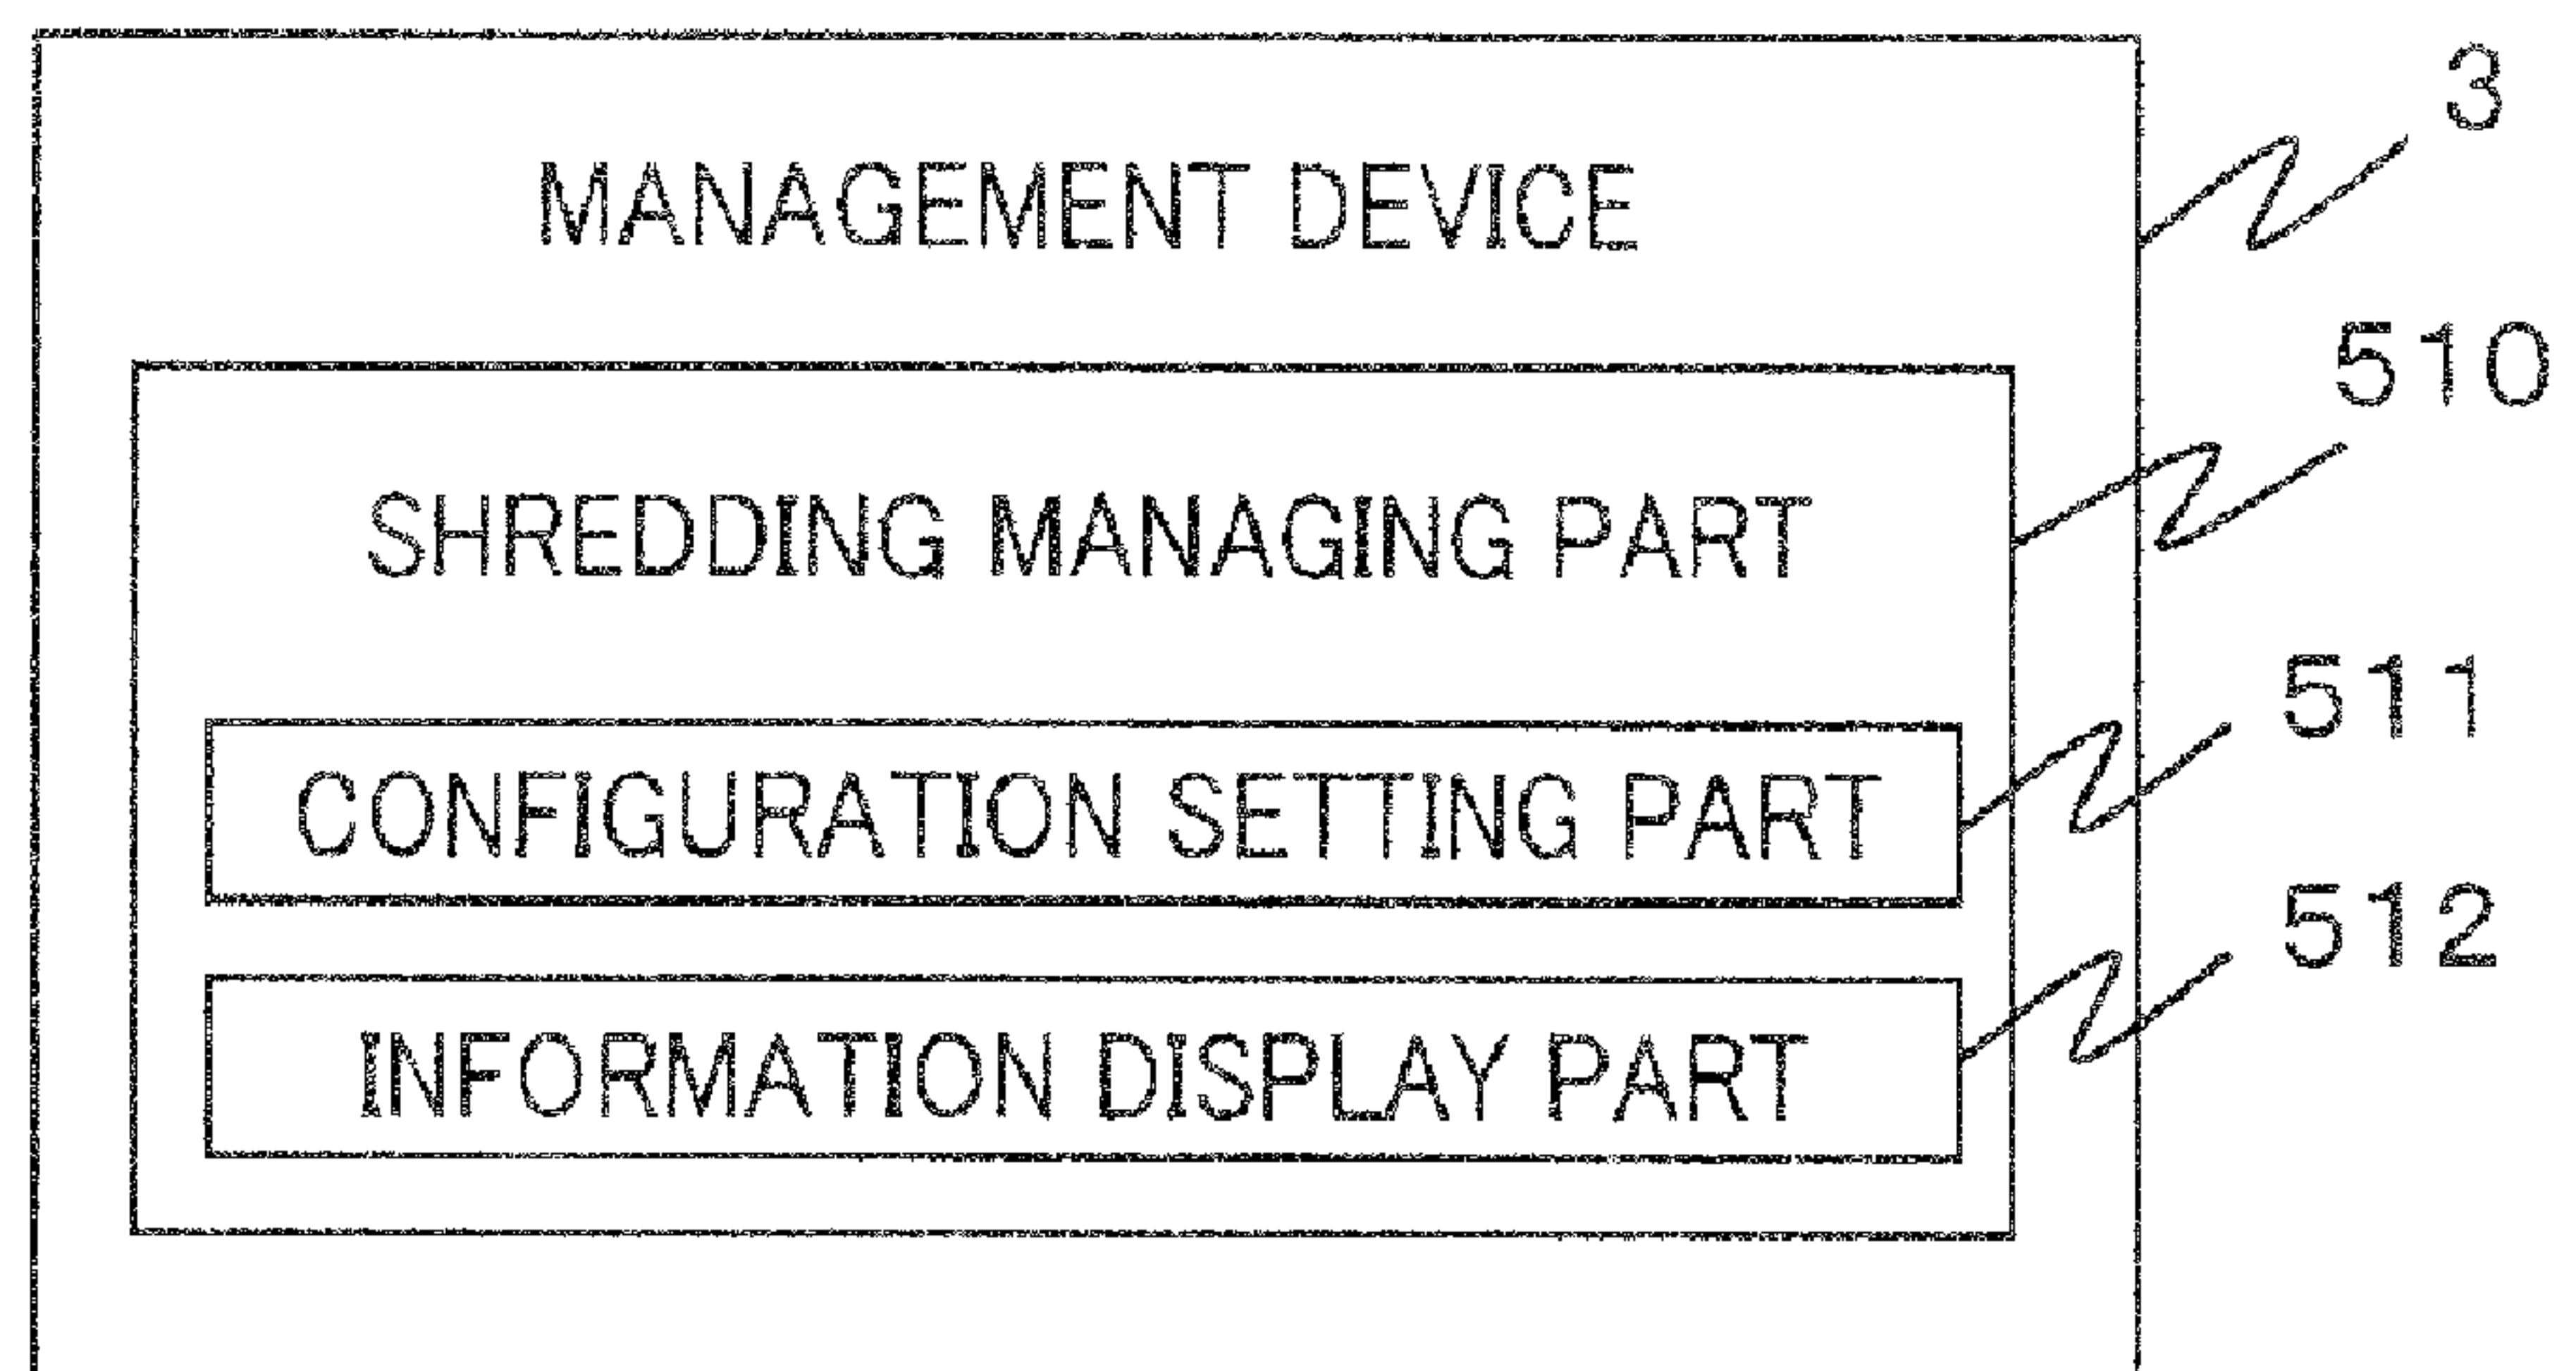 3
MANAGEMENT DEVICE
510
SHREDDING MANAGING PART
511
CONFIGURATION SETTING PART
512
INFORMATION DISPLAY PART